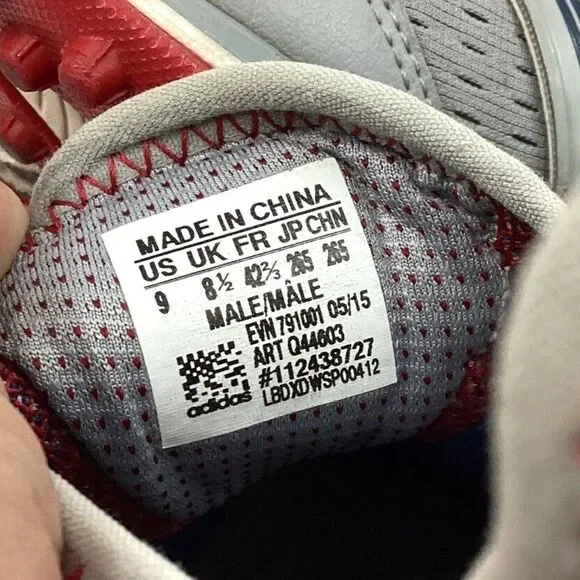 MADE IN CHINA
US UK FR JP CHN
9 8½ 42⅔ 265 265
MALE/MÂLE
EVN 791001 05/15
ART Q44603
#112438727
LBDXDWSP00412
adidas